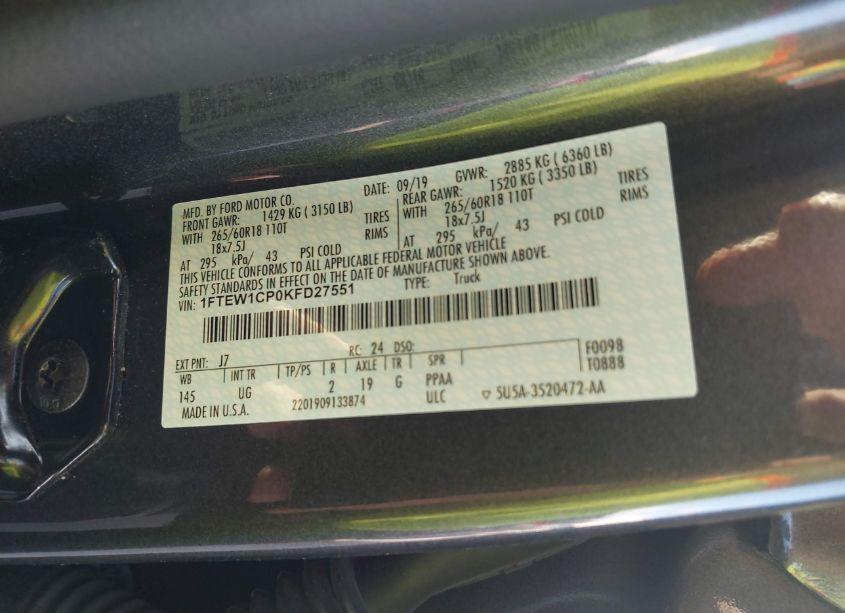 MFD. BY FORD MOTOR CO. DATE: 09/19 GVWR: 2885 KG ( 6360 LB)
FRONT GAWR: 1429 KG ( 3150 LB) REAR GAWR: 1520 KG ( 3350 LB)
WITH 265/60R18 110T TIRES WITH 265/60R18 110T TIRES
18x7.5J RIMS 18x7.5J RIMS
AT 295 kPa/ 43 PSI COLD AT 295 kPa/ 43 PSI COLD
THIS VEHICLE CONFORMS TO ALL APPLICABLE FEDERAL MOTOR VEHICLE
SAFETY STANDARDS IN EFFECT ON THE DATE OF MANUFACTURE SHOWN ABOVE.
VIN: 1FTEW1CP0KFD27551 TYPE: Truck
EXT PNT: J7 RC: 24 DSO: F0098
WB INT TR TP/PS R AXLE TR SPR T0888
145 UG 2 19 G PPAA
MADE IN U.S.A. 2201909133874 ULC ▽ 5U5A-3520472-AA